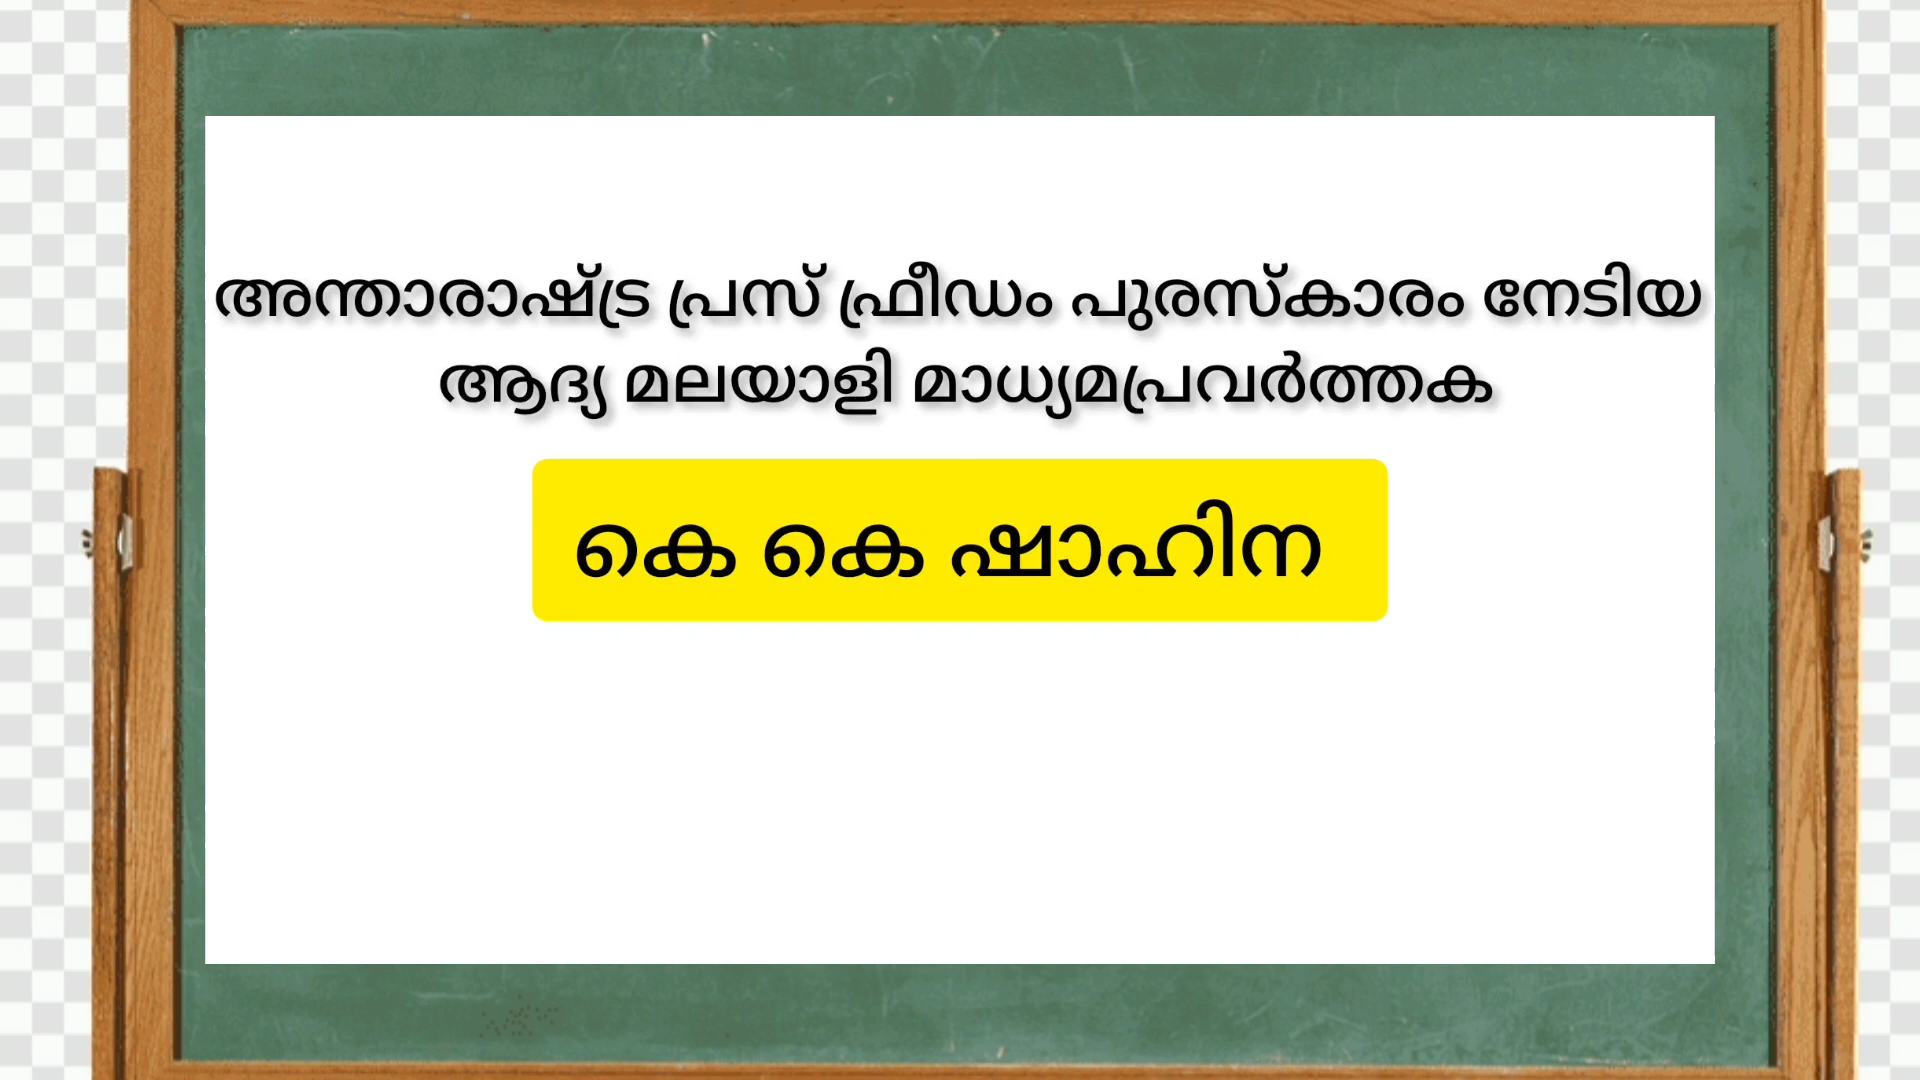 അന്താരാഷ്ട്ര പ്രസ് ഫ്രീഡം പുരസ്കാരം നേടിയ
ആദ്യ മലയാളി മാധ്യമപ്രവർത്തക
കെ കെ ഷാഹിന